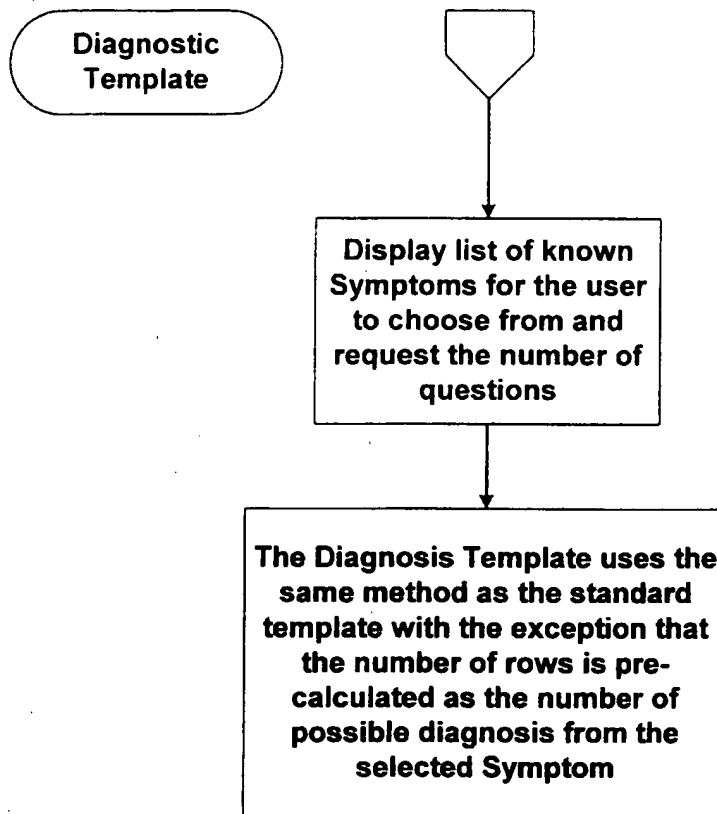 Diagnostic
Template
Display list of known
Symptoms for the user
to choose from and
request the number of
questions
The Diagnosis Template uses the
same method as the standard
template with the exception that
the number of rows is pre-
calculated as the number of
possible diagnosis from the
selected Symptom